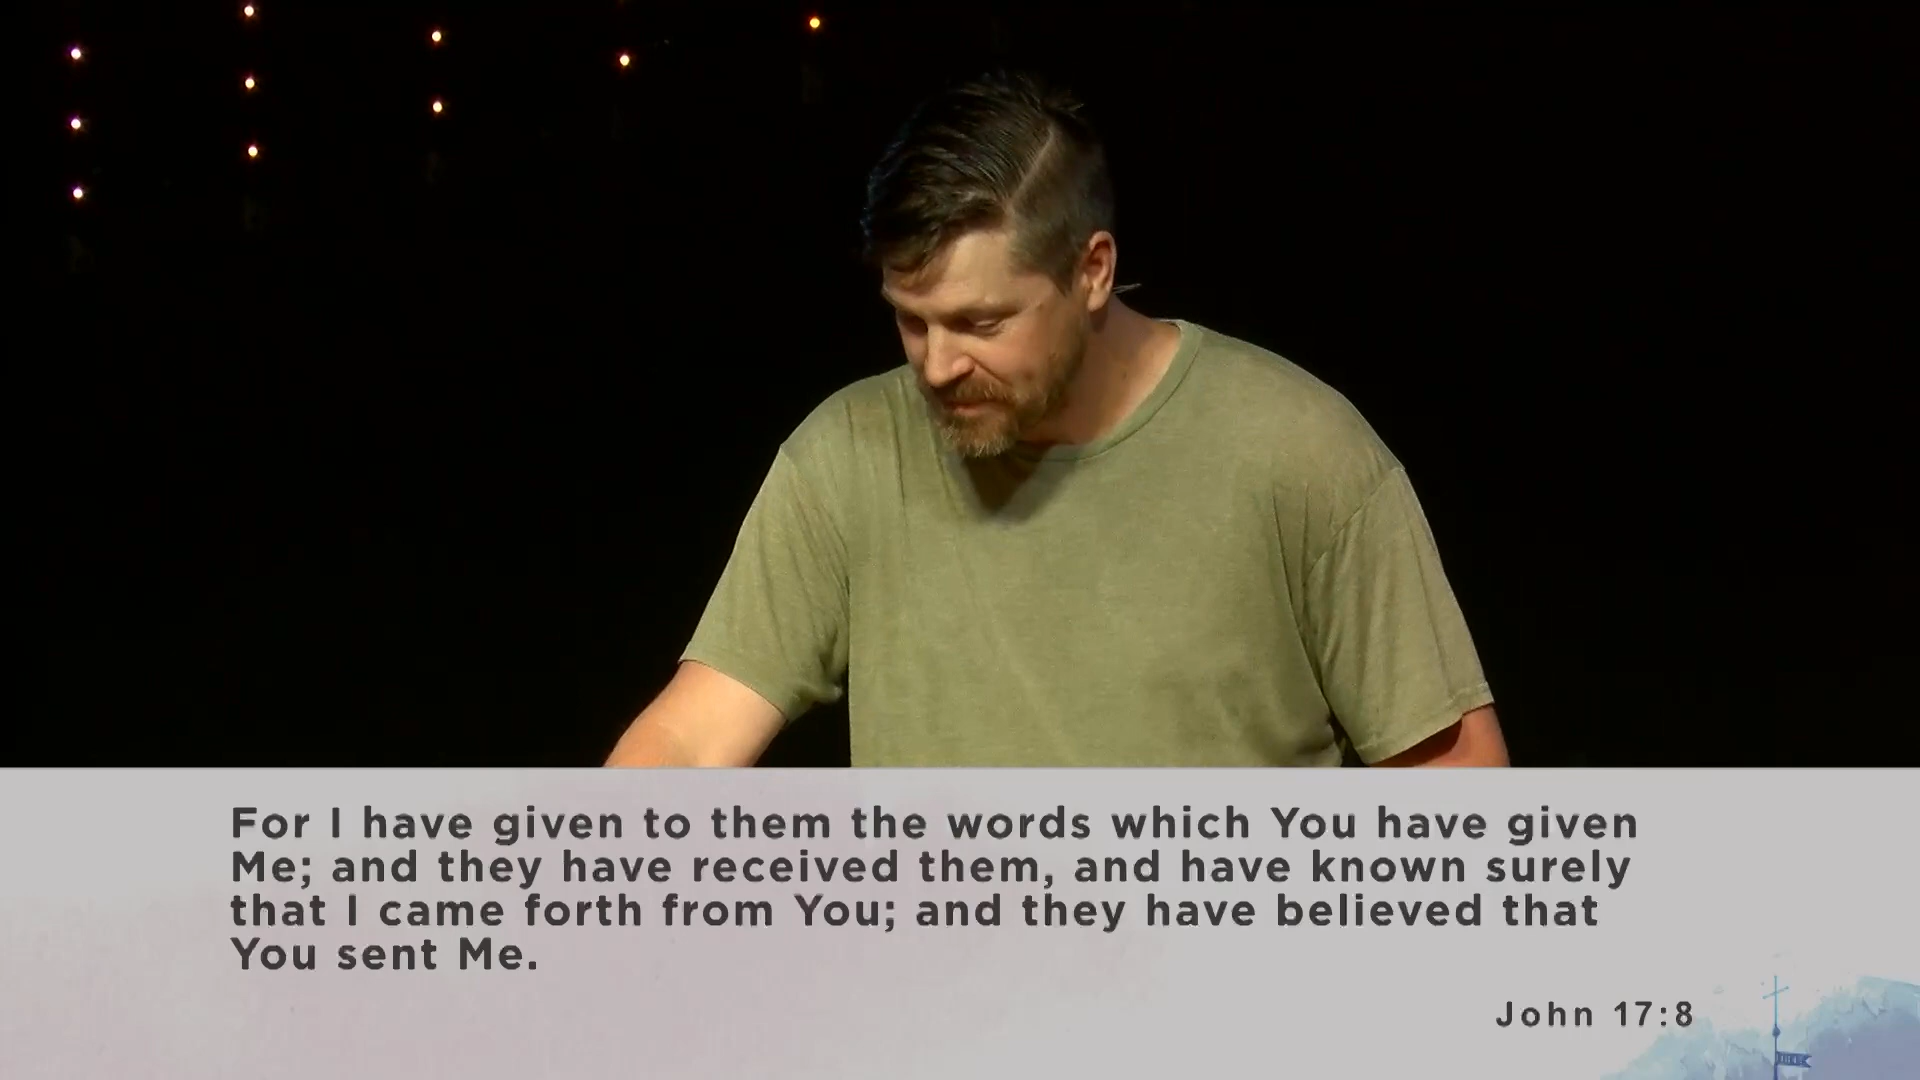 For I have given to them the words which You have given
Me; and they have received them, and have known surely
that I came forth from You; and they have believed that
You sent Me.
John 17:8